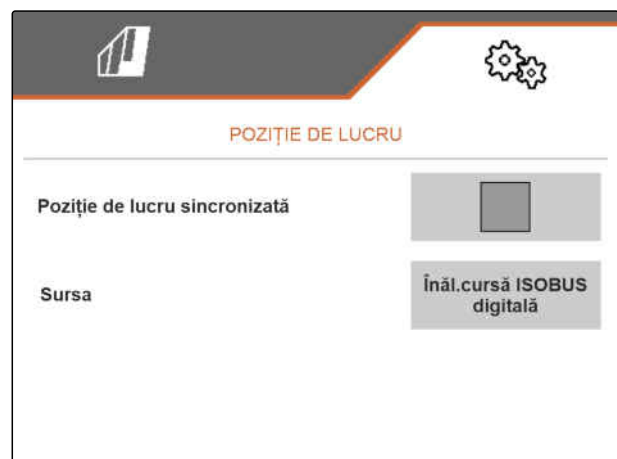 POZIȚIE DE LUCRU
Poziție de lucru sincronizată
Sursa
Înăl.cursă ISOBUS
digitală